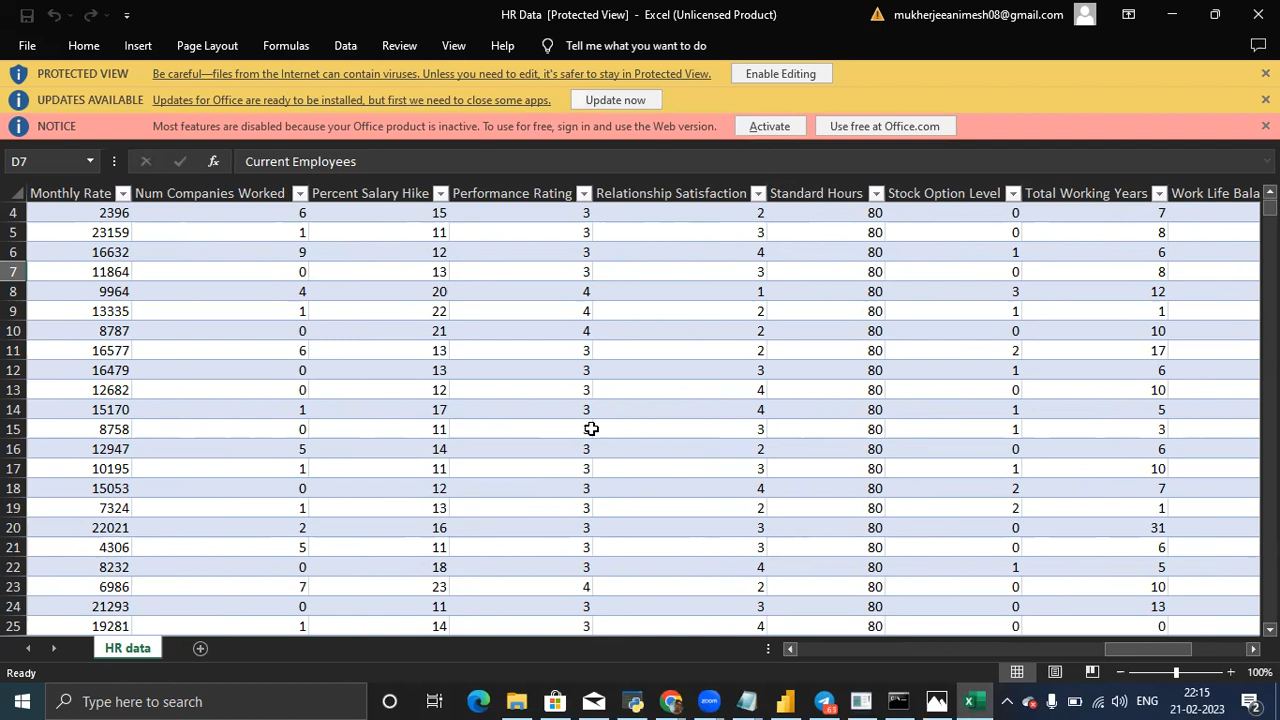 HR Data [Protected View] - Excel (Unlicensed Product)
mukherjeeanimesh08@gmail.com
File Home Insert Page Layout Formulas Data Review View Help Tell me what you want to do
PROTECTED VIEW Be careful—files from the Internet can contain viruses. Unless you need to edit, it's safer to stay in Protected View. Enable Editing
UPDATES AVAILABLE Updates for Office are ready to be installed, but first we need to close some apps. Update now
NOTICE Most features are disabled because your Office product is inactive. To use for free, sign in and use the Web version. Activate Use free at Office.com
D7 fx Current Employees
Monthly Rate Num Companies Worked Percent Salary Hike Performance Rating Relationship Satisfaction Standard Hours Stock Option Level Total Working Years Work Life Bala
4 2396 6 15 3 2 80 0 7
5 23159 1 11 3 3 80 0 8
6 16632 9 12 3 4 80 1 6
7 11864 0 13 3 3 80 0 8
8 9964 4 20 4 1 80 3 12
9 13335 1 22 4 2 80 1 1
10 8787 0 21 4 2 80 0 10
11 16577 6 13 3 2 80 2 17
12 16479 0 13 3 3 80 1 6
13 12682 0 12 3 4 80 0 10
14 15170 1 17 3 4 80 1 5
15 8758 0 11 3 80 1 3
16 12947 5 14 3 2 80 0 6
17 10195 1 11 3 3 80 1 10
18 15053 0 12 3 4 80 2 7
19 7324 1 13 3 2 80 2 1
20 22021 2 16 3 3 80 0 31
21 4306 5 11 3 3 80 0 6
22 8232 0 18 3 4 80 1 5
23 6986 7 23 4 2 80 0 10
24 21293 0 11 3 3 80 0 13
25 19281 1 14 3 4 80 0 0
HR data
Ready 100%
Type here to search 63 ENG 22:15
21-02-2023 2